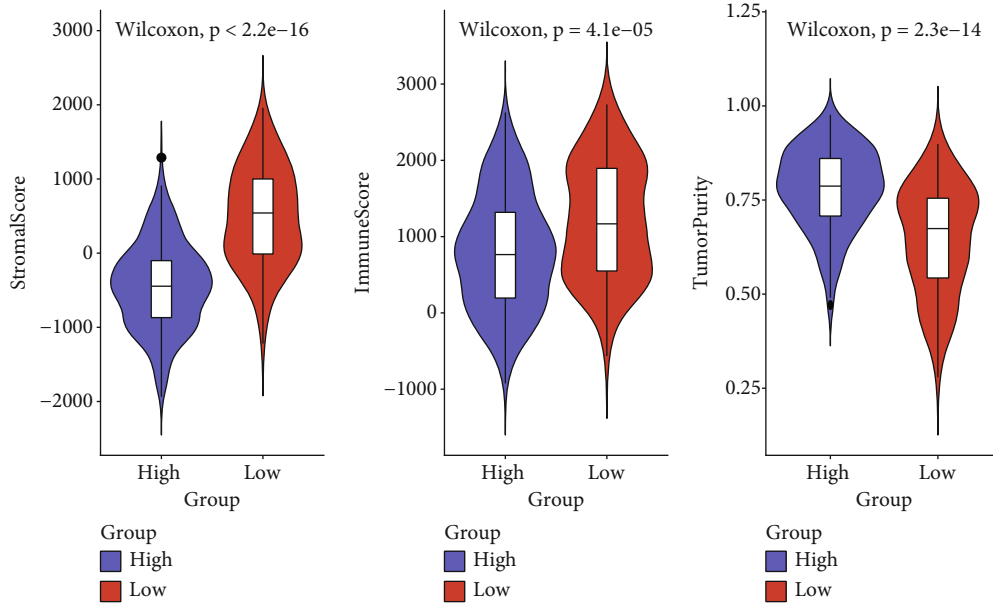 Wilcoxon, p < 2.2e−16
StromalScore
3000
2000
1000
0
−1000
−2000
High Low
Group
Group
High
Low
Wilcoxon, p = 4.1e−05
ImmuneScore
3000
2000
1000
0
−1000
High Low
Group
Group
High
Low
Wilcoxon, p = 2.3e−14
TumorPurity
1.25
1.00
0.75
0.50
0.25
High Low
Group
Group
High
Low